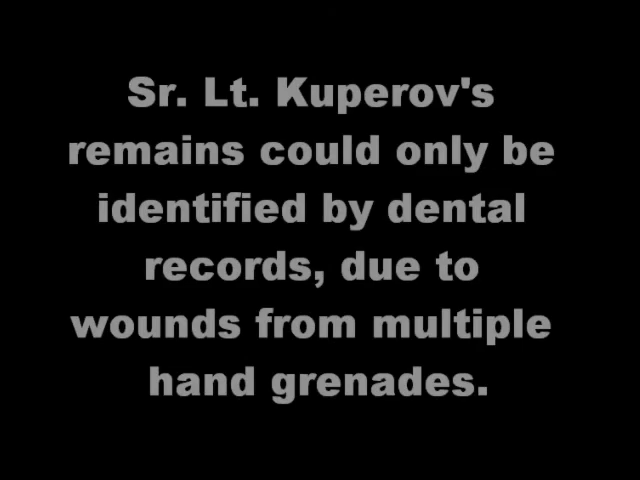 Sr. Lt. Kuperov's
remains could only be
identified by dental
records, due to
wounds from multiple
hand grenades.